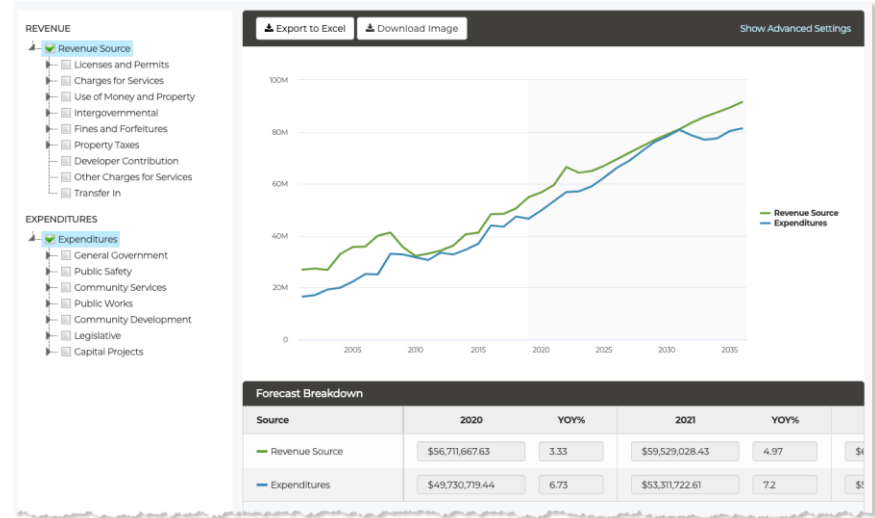 REVENUE
Revenue Source
Licenses and Permits
Charges for Services
Use of Money and Property
Intergovernmental
Fines and Forfeitures
Property Taxes
Developer Contribution
Other Charges for Services
Transfer In
EXPENDITURES
Expenditures
General Government
Public Safety
Community Services
Public Works
Community Development
Legislative
Capital Projects
Export to Excel Download Image Show Advanced Settings
100M
80M
60M
40M
20M
0
2005 2010 2015 2020 2025 2030 2035
Revenue Source
Expenditures
Forecast Breakdown
Source 2020 YOY% 2021 YOY%
Revenue Source $56,711,667.63 3.33 $59,529,028.43 4.97
Expenditures $49,730,719.44 6.73 $53,311,722.61 7.2